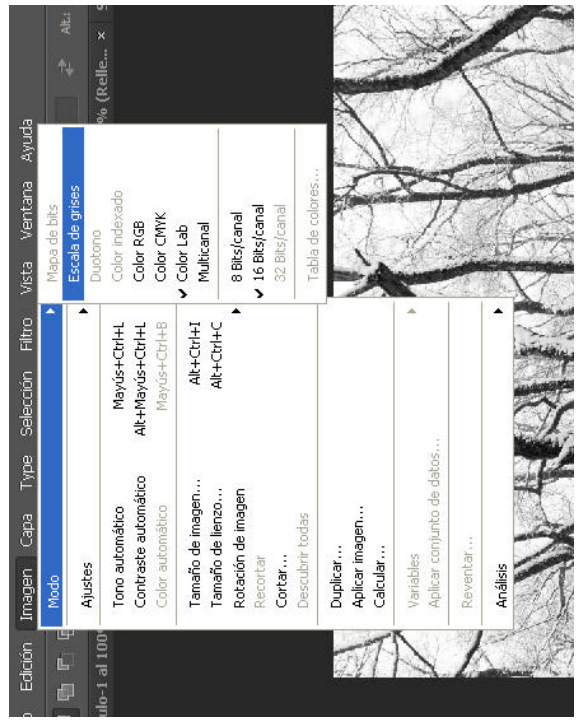 Edición Imagen Capa Type Selección Filtro Vista Ventana Ayuda
Alt:
ulo-1 al 100% (Relle... ×
Modo
Ajustes
Tono automático Mayús+Ctrl+L
Contraste automático Alt+Mayús+Ctrl+L
Color automático Mayús+Ctrl+B
Tamaño de imagen... Alt+Ctrl+I
Tamaño de lienzo... Alt+Ctrl+C
Rotación de imagen
Recortar
Cortar...
Descubrir todas
Duplicar...
Aplicar imagen...
Calcular...
Variables
Aplicar conjunto de datos...
Reventar...
Análisis
Mapa de bits
Escala de grises
Duotono
Color indexado
Color RGB
Color CMYK
Color Lab
Multicanal
8 Bits/canal
16 Bits/canal
32 Bits/canal
Tabla de colores...